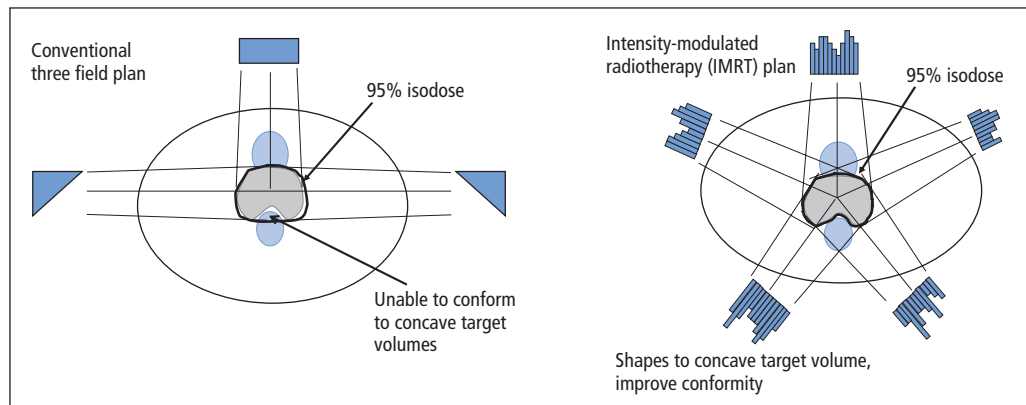 Conventional
three field plan
95% isodose
Unable to conform
to concave target
volumes
Intensity-modulated
radiotherapy (IMRT) plan
95% isodose
Shapes to concave target volume,
improve conformity